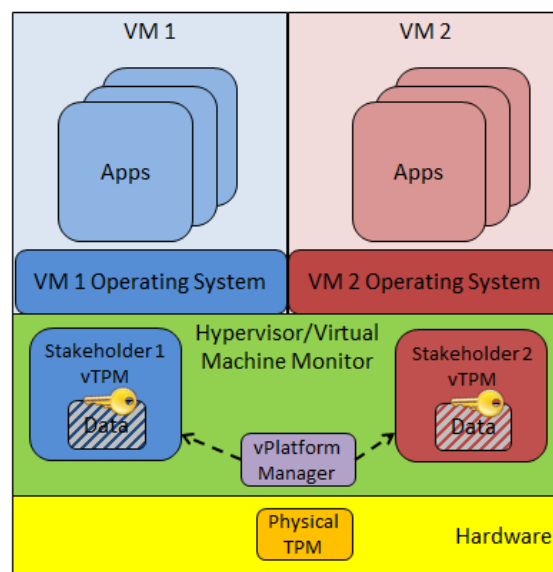 VM 1
VM 2
Apps
Apps
VM 1 Operating System
VM 2 Operating System
Hypervisor/Virtual
Machine Monitor
Stakeholder 1
vTPM
Data
Stakeholder 2
vTPM
Data
vPlatform
Manager
Physical
TPM
Hardware